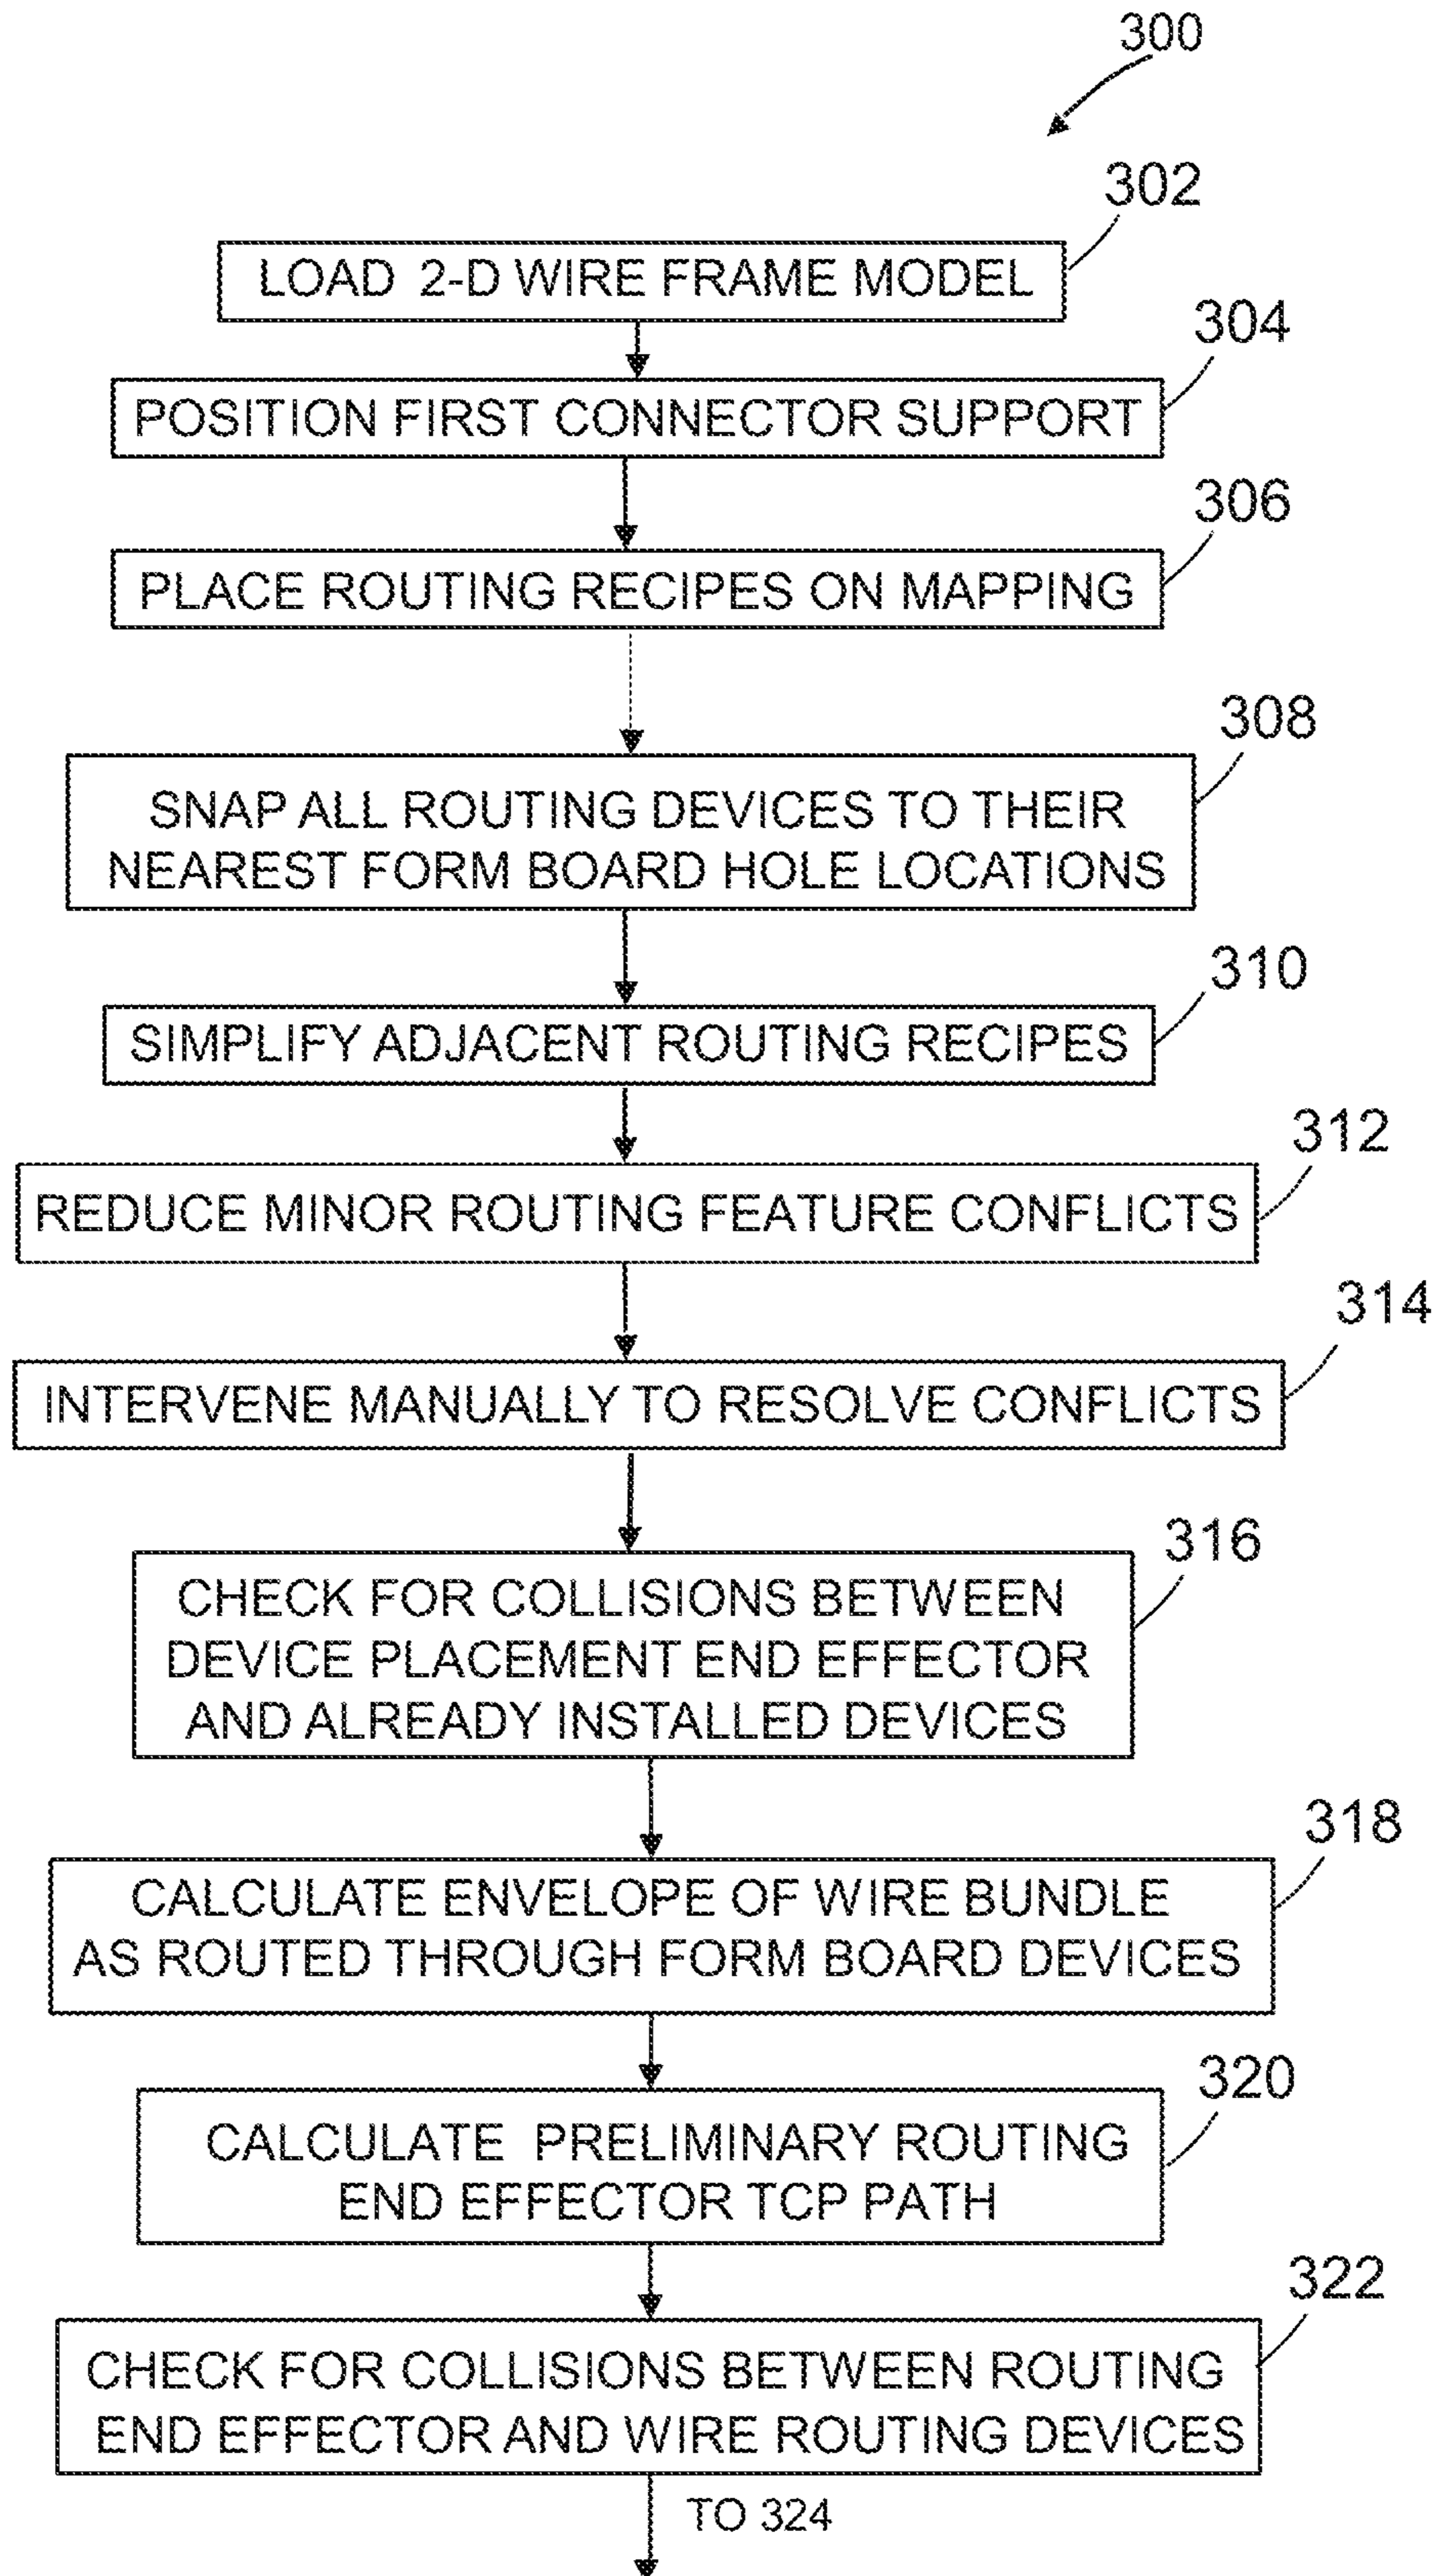 300
302
LOAD 2-D WIRE FRAME MODEL
304
POSITION FIRST CONNECTOR SUPPORT
306
PLACE ROUTING RECIPES ON MAPPING
308
SNAP ALL ROUTING DEVICES TO THEIR
NEAREST FORM BOARD HOLE LOCATIONS
310
SIMPLIFY ADJACENT ROUTING RECIPES
312
REDUCE MINOR ROUTING FEATURE CONFLICTS
314
INTERVENE MANUALLY TO RESOLVE CONFLICTS
316
CHECK FOR COLLISIONS BETWEEN
DEVICE PLACEMENT END EFFECTOR
AND ALREADY INSTALLED DEVICES
318
CALCULATE ENVELOPE OF WIRE BUNDLE
AS ROUTED THROUGH FORM BOARD DEVICES
320
CALCULATE PRELIMINARY ROUTING
END EFFECTOR TCP PATH
322
CHECK FOR COLLISIONS BETWEEN ROUTING
END EFFECTOR AND WIRE ROUTING DEVICES
TO 324